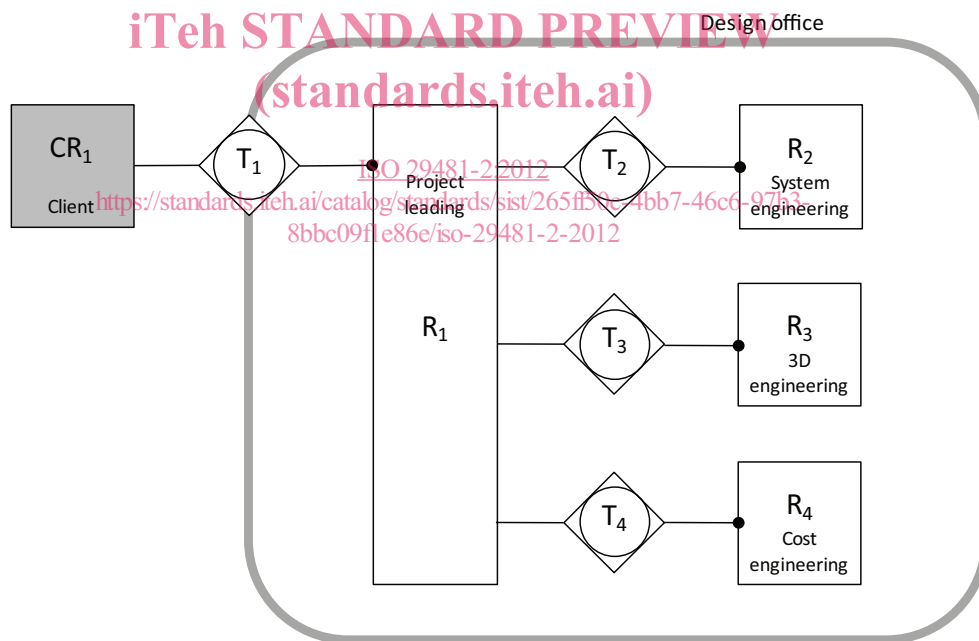 Design office
iTeh STANDARD PREVIEW
(standards.iteh.ai)
CR₁
Client
T₁
ISO 29481-2:2012
https://standards.iteh.ai/catalog/standards/sist/265ff50c-4bb7-46c6-97b3-
8bbc09f1e86e/iso-29481-2-2012
Project
leading
R₁
T₂
R₂
System
engineering
T₃
R₃
3D
engineering
T₄
R₄
Cost
engineering